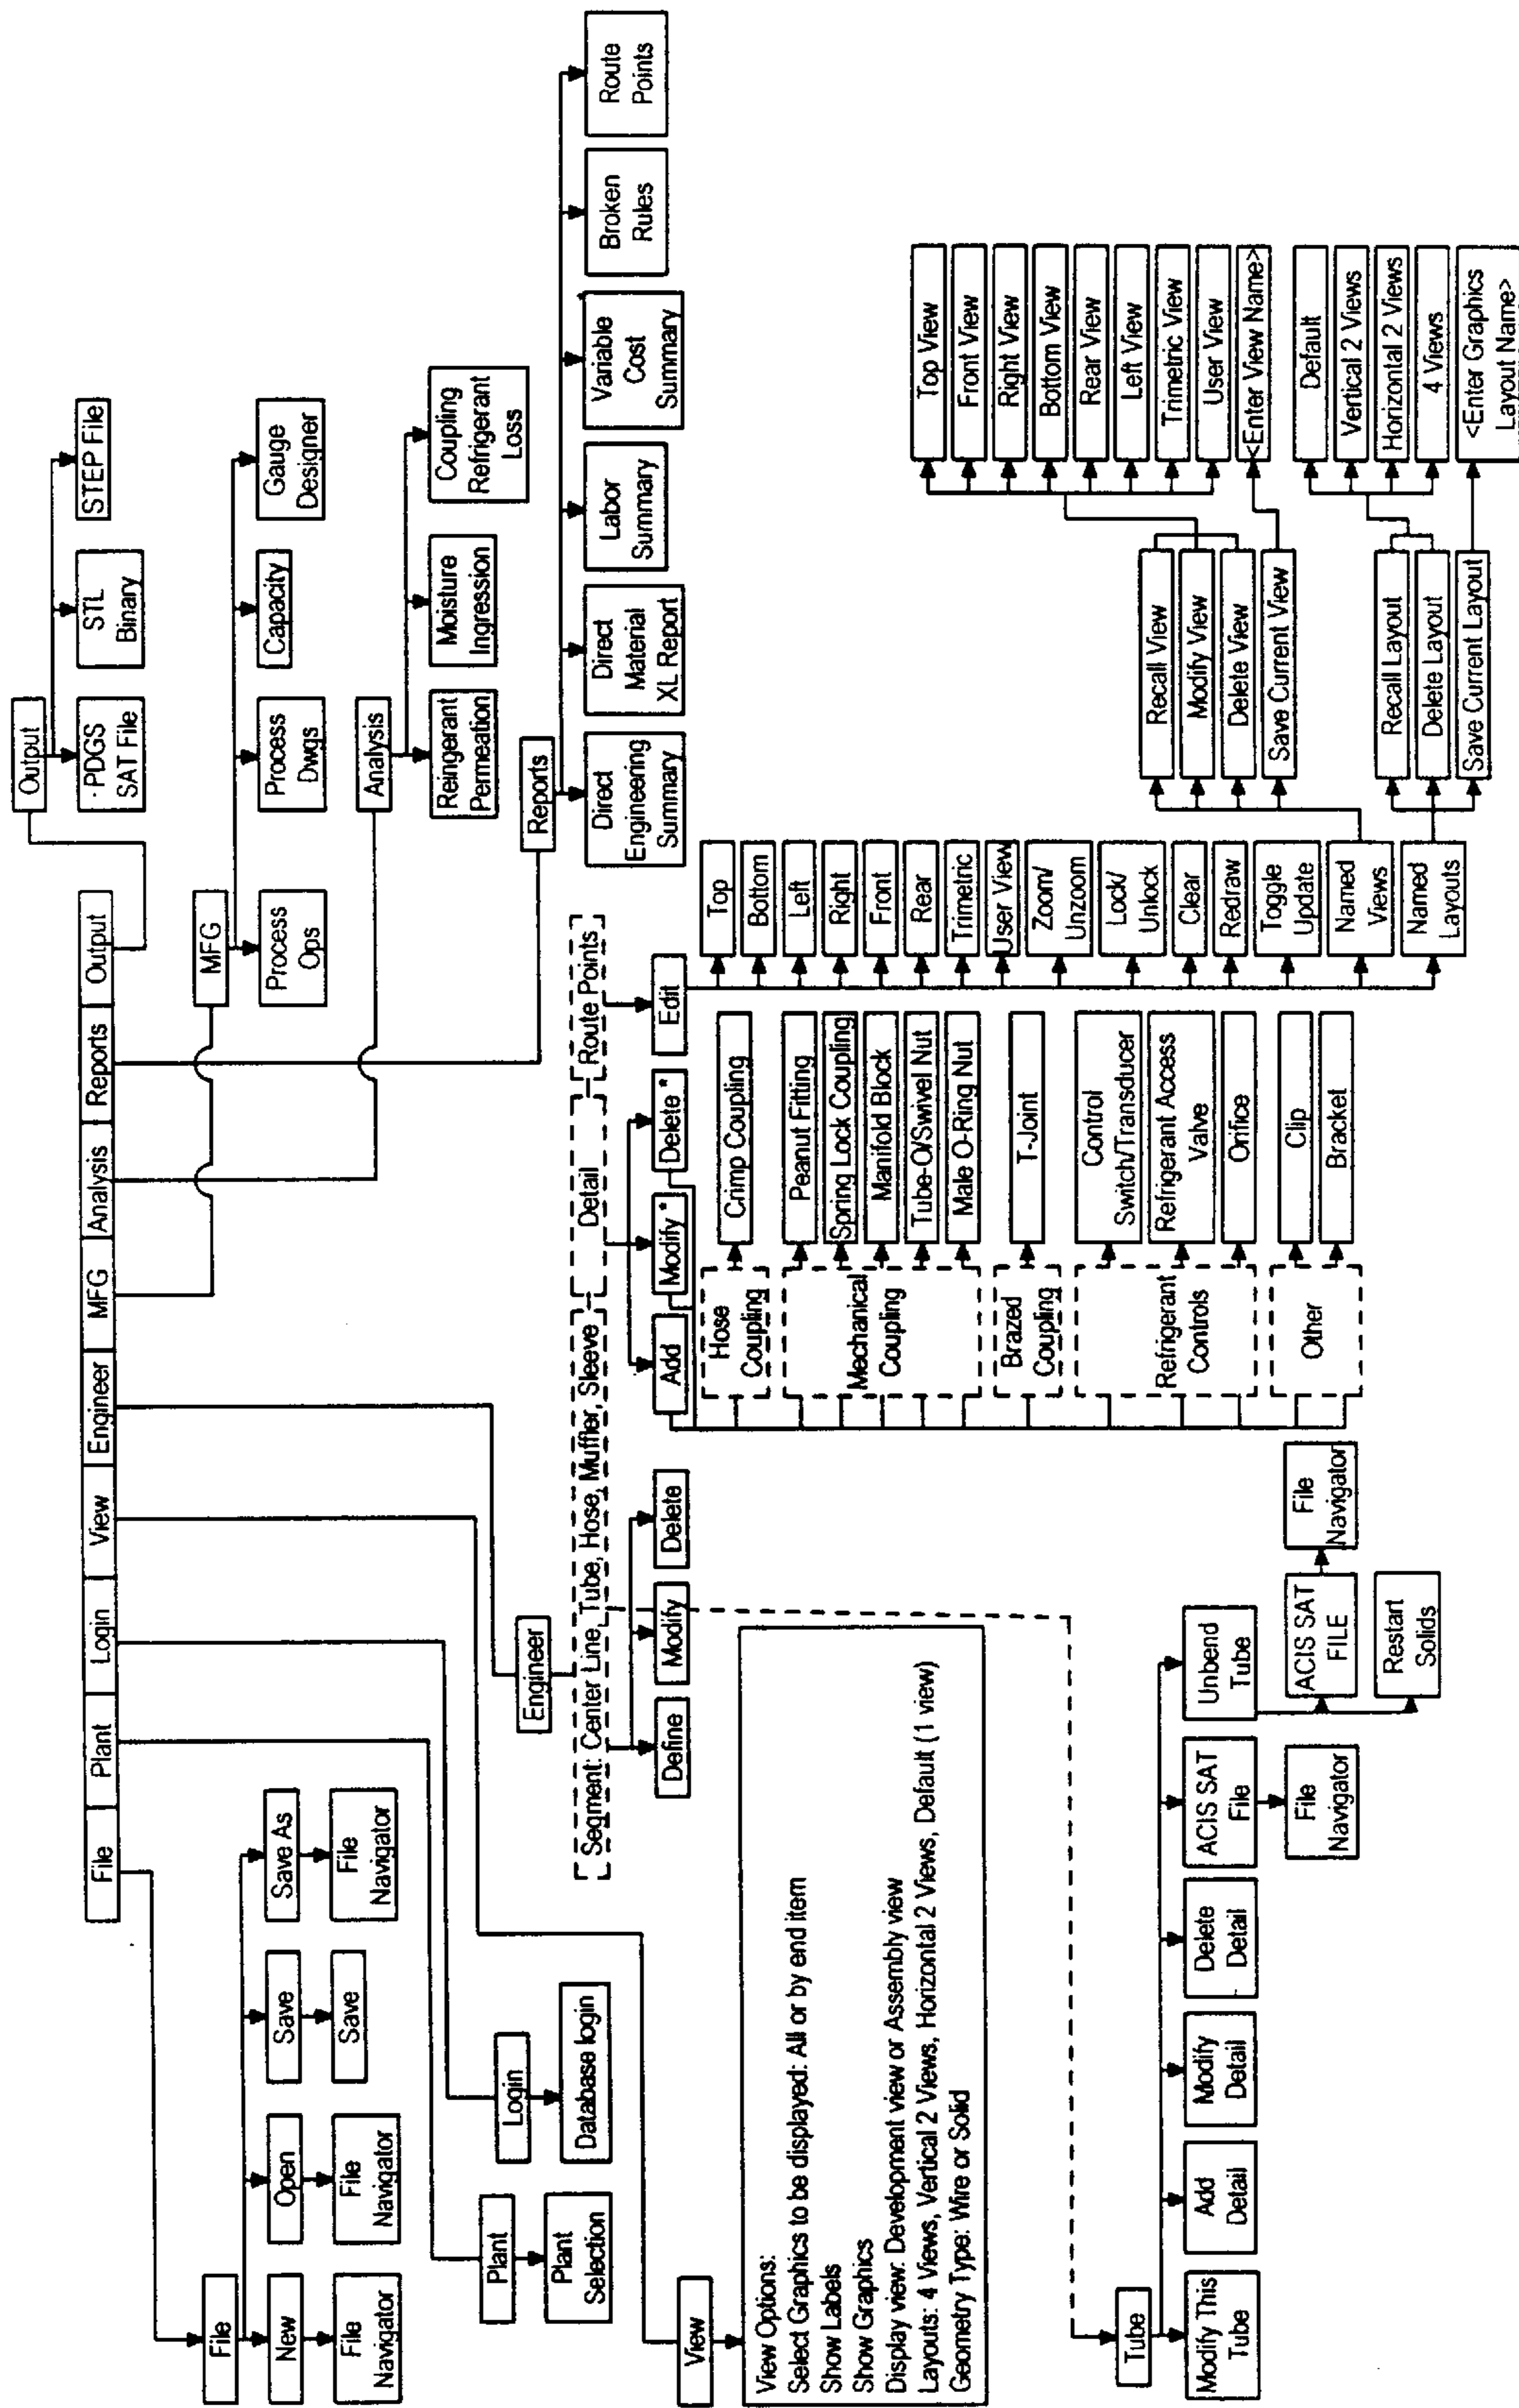 File
Plant
Login
View
Engineer
MFG
Analysis
Reports
Output
File
New
File
Navigator
Open
File
Navigator
Save
Save
Save As
File
Navigator
Plant
Plant
Selection
Login
Database login
View
View Options:
Select Graphics to be displayed: All or by end item
Show Labels
Show Graphics
Display view: Development view or Assembly view
Layouts: 4 Views, Vertical 2 Views, Horizontal 2 Views, Default (1 view)
Geometry Type: Wire or Solid
Engineer
Segment: Center Line, Tube, Hose, Muffler, Sleeve
Detail
Route Points
Define
Modify
Delete
Add
Modify *
Delete *
Edit
Tube
Modify This
Tube
Add
Detail
Modify
Detail
Delete
Detail
ACIS SAT
File
File
Navigator
Unbend
Tube
ACIS SAT
FILE
File
Navigator
Restart
Solids
Hose
Coupling
Crimp Coupling
Mechanical
Coupling
Peanut Fitting
Spring Lock Coupling
Manifold Block
Tube-O/Swivel Nut
Male O-Ring Nut
Brazed
Coupling
T-Joint
Refrigerant
Controls
Control
Switch/Transducer
Refrigerant Access
Valve
Orifice
Other
Clip
Bracket
Top
Bottom
Left
Right
Front
Rear
Trimetric
User View
Zoom/
Unzoom
Lock/
Unlock
Clear
Redraw
Toggle
Update
Named
Views
Named
Layouts
Recall View
Modify View
Delete View
Save Current View
Recall Layout
Delete Layout
Save Current Layout
Top View
Front View
Right View
Bottom View
Rear View
Left View
Trimetric View
User View
<Enter View Name>
Default
Vertical 2 Views
Horizontal 2 Views
4 Views
<Enter Graphics
Layout Name>
Output
PDGS
SAT File
STL
Binary
STEP File
MFG
Process
Ops
Process
Dwgs
Capacity
Gauge
Designer
Analysis
Reingerant
Permeation
Moisture
Ingression
Coupling
Refrigerant
Loss
Reports
Direct
Engineering
Summary
Direct
Material
XL Report
Labor
Summary
Variable
Cost
Summary
Broken
Rules
Route
Points